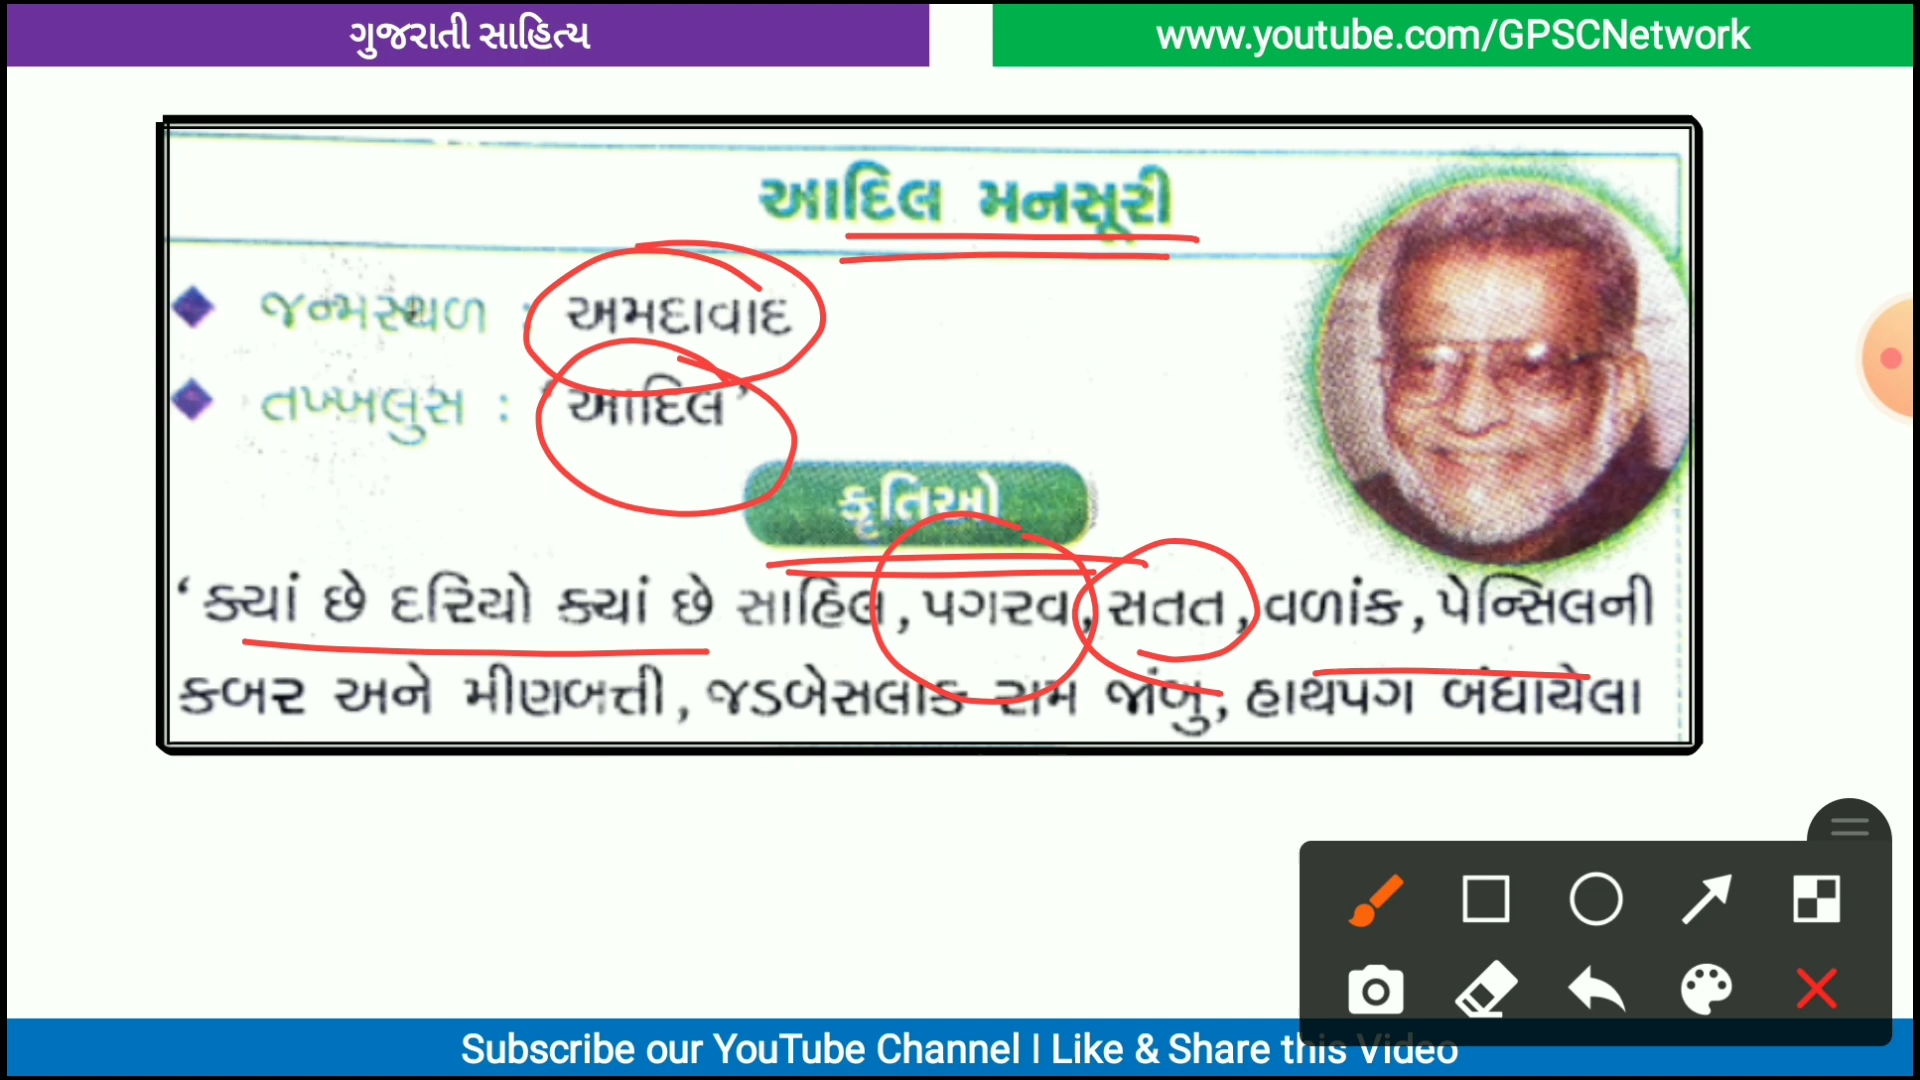 ગુજરાતી સાહિત્ય
www.youtube.com/GPSCNetwork
આદિલ મનસૂરી
જન્મસ્થળ : અમદાવાદ
તખ્ખલુસ : ‘આદિલ’
કૃતિઓ
‘ક્યાં છે દરિયો ક્યાં છે સાહિલ, પગરવ, સતત, વળાંક, પેન્સિલની
કબર અને મીણબત્તી, જડબેસલાક રામ જાંબુ, હાથપગ બંધાયેલા
Subscribe our YouTube Channel | Like & Share this Video